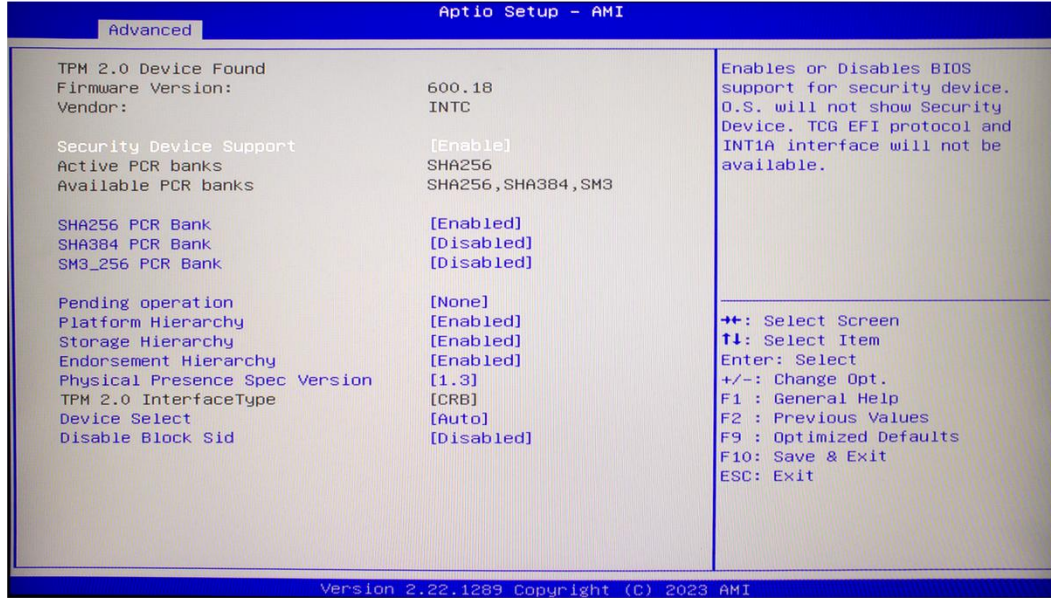 Aptio Setup - AMI
Advanced
TPM 2.0 Device Found
Firmware Version: 600.18
Vendor: INTC
Security Device Support [Enable]
Active PCR banks SHA256
Available PCR banks SHA256,SHA384,SM3
SHA256 PCR Bank [Enabled]
SHA384 PCR Bank [Disabled]
SM3_256 PCR Bank [Disabled]
Pending operation [None]
Platform Hierarchy [Enabled]
Storage Hierarchy [Enabled]
Endorsement Hierarchy [Enabled]
Physical Presence Spec Version [1.3]
TPM 2.0 InterfaceType [CRB]
Device Select [Auto]
Disable Block Sid [Disabled]
Enables or Disables BIOS
support for security device.
O.S. will not show Security
Device. TCG EFI protocol and
INT1A interface will not be
available.
→←: Select Screen
↑↓: Select Item
Enter: Select
+/-: Change Opt.
F1 : General Help
F2 : Previous Values
F9 : Optimized Defaults
F10: Save & Exit
ESC: Exit
Version 2.22.1289 Copyright (C) 2023 AMI